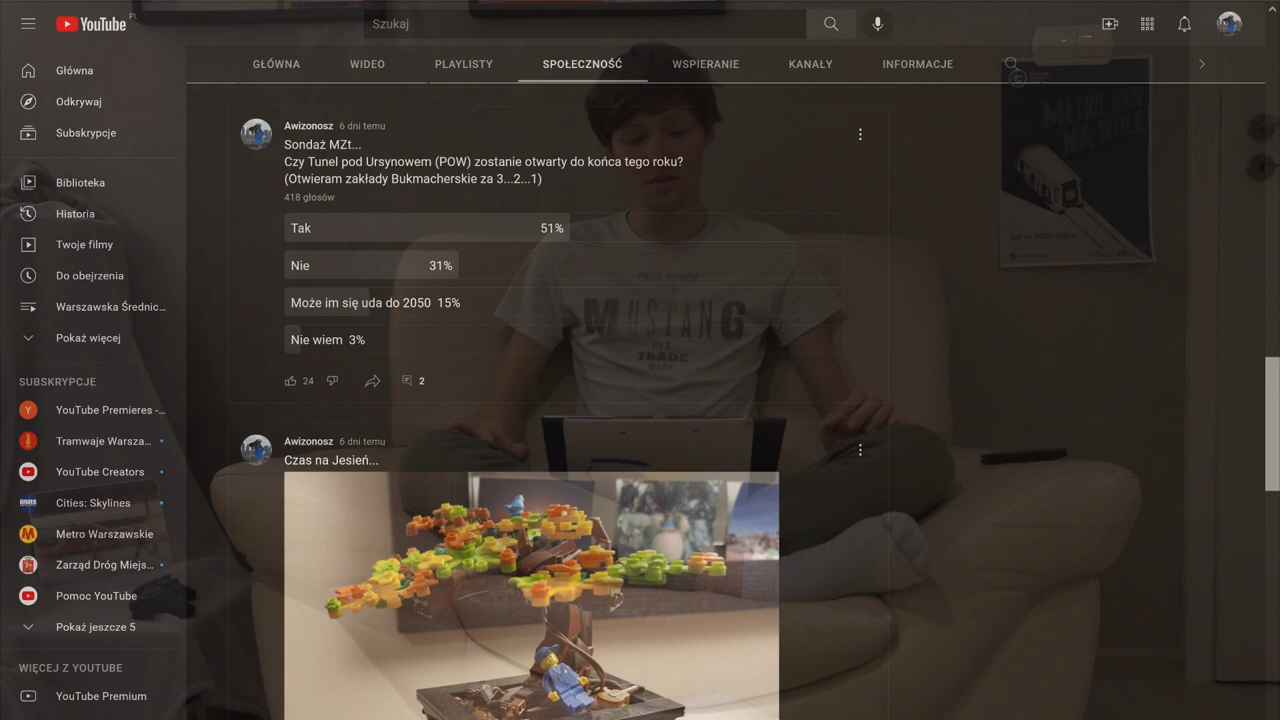 YouTube
PL
Szukaj
GŁÓWNA
WIDEO
PLAYLISTY
SPOŁECZNOŚĆ
WSPIERANIE
KANAŁY
INFORMACJE
Główna
Odkrywaj
Subskrypcje
Biblioteka
Historia
Twoje filmy
Do obejrzenia
Warszawska Średnic...
Pokaż więcej
SUBSKRYPCJE
Y
YouTube Premieres -...
Tramwaje Warsza...
YouTube Creators
Cities: Skylines
Metro Warszawskie
Zarząd Dróg Miejs...
Pomoc YouTube
Pokaż jeszcze 5
WIĘCEJ Z YOUTUBE
YouTube Premium
Awizonosz 6 dni temu
Sondaż MZt...
Czy Tunel pod Ursynowem (POW) zostanie otwarty do końca tego roku?
(Otwieram zakłady Bukmacherskie za 3...2...1)
418 głosów
Tak 51%
Nie 31%
Może im się uda do 2050 15%
Nie wiem 3%
24
2
Awizonosz 6 dni temu
Czas na Jesień...
MUSTANG
TRADE
MARK
METRO
NA WOLĘ